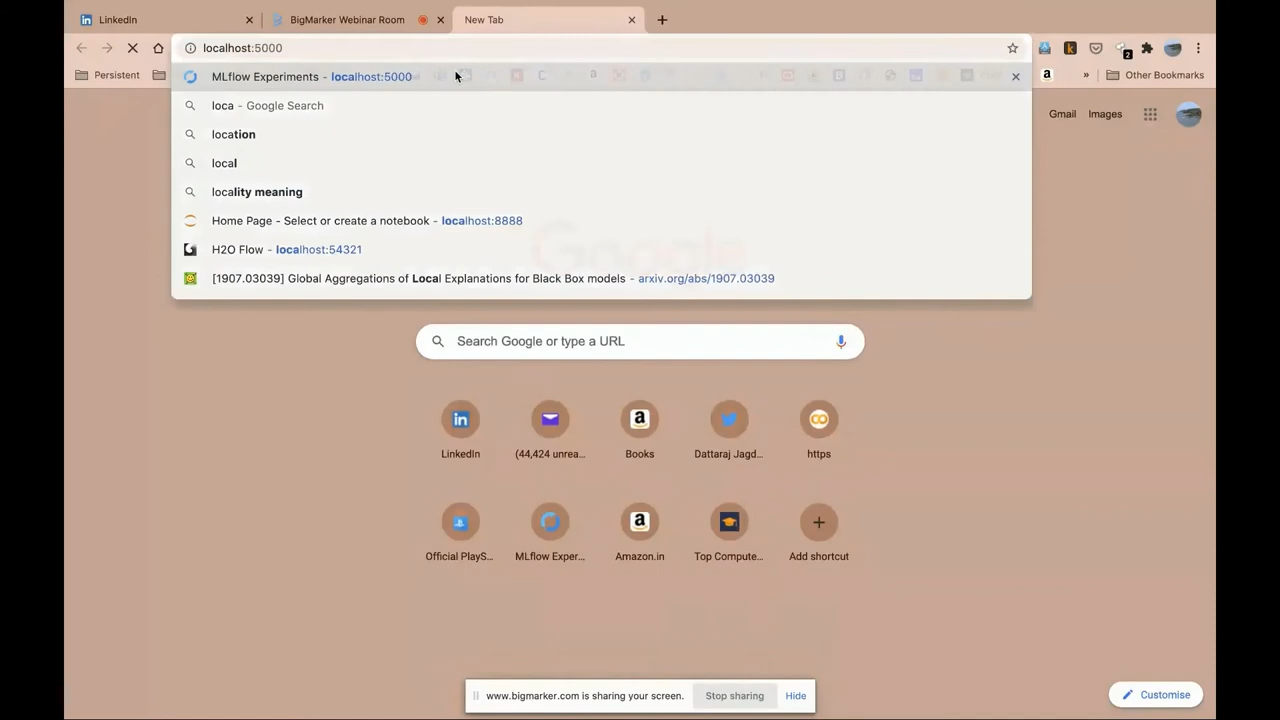 LinkedIn
BigMarker Webinar Room
New Tab
localhost:5000
2
Persistent
MLflow Experiments - localhost:5000
a
» Other Bookmarks
loca - Google Search
location
local
locality meaning
Home Page - Select or create a notebook - localhost:8888
H2O Flow - localhost:54321
[1907.03039] Global Aggregations of Local Explanations for Black Box models - arxiv.org/abs/1907.03039
Gmail Images
Google
Search Google or type a URL
LinkedIn
(44,424 unrea...
Books
Dattaraj Jagd...
https
Official PlayS...
MLflow Exper...
Amazon.in
Top Compute...
Add shortcut
www.bigmarker.com is sharing your screen. Stop sharing Hide
Customise